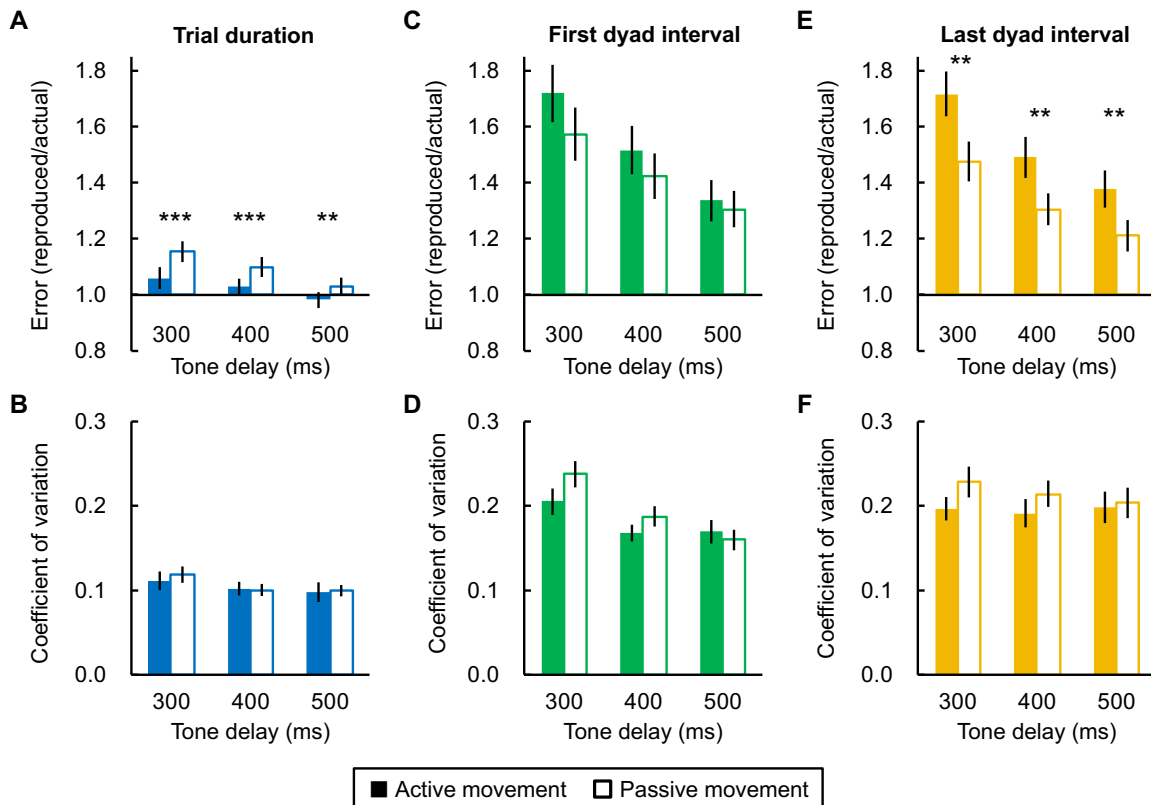 A
Trial duration
Error (reproduced/actual)
1.8
1.6
1.4
1.2
1.0
0.8
***
***
**
300
400
500
Tone delay (ms)
C
First dyad interval
Error (reproduced/actual)
1.8
1.6
1.4
1.2
1.0
0.8
300
400
500
Tone delay (ms)
E
Last dyad interval
Error (reproduced/actual)
1.8
1.6
1.4
1.2
1.0
0.8
**
**
**
300
400
500
Tone delay (ms)
B
Coefficient of variation
0.3
0.2
0.1
0.0
300
400
500
Tone delay (ms)
D
Coefficient of variation
0.3
0.2
0.1
0.0
300
400
500
Tone delay (ms)
F
Coefficient of variation
0.3
0.2
0.1
0.0
300
400
500
Tone delay (ms)
Active movement
Passive movement